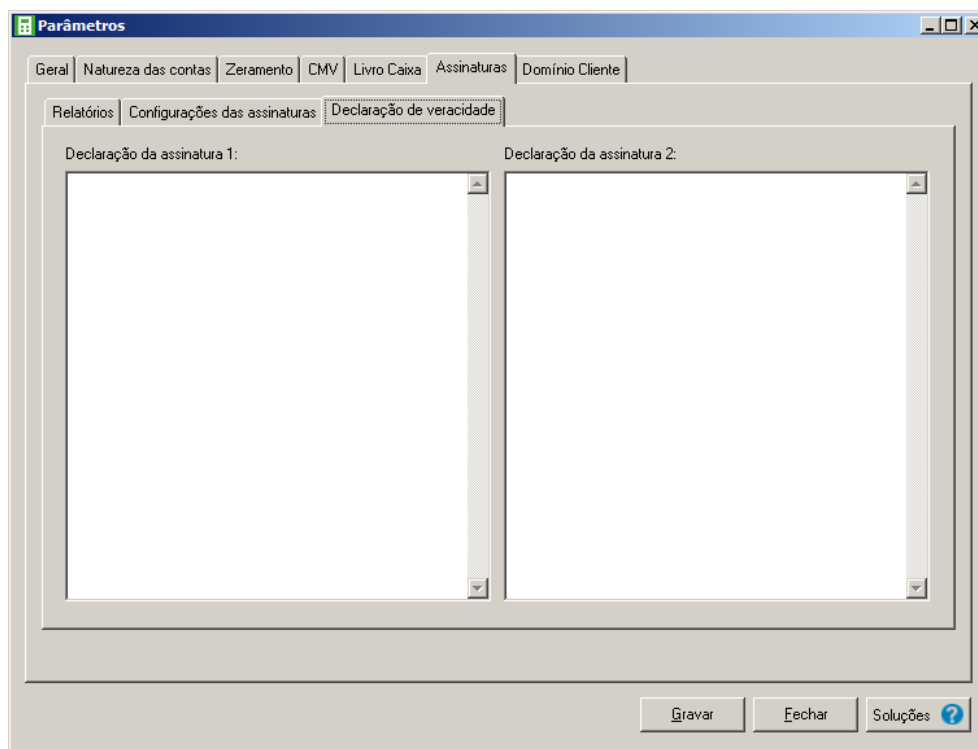 Parâmetros
Geral Natureza das contas Zeramento CMV Livro Caixa Assinaturas Domínio Cliente
Relatórios Configurações das assinaturas Declaração de veracidade
Declaração da assinatura 1: Declaração da assinatura 2:
Gravar Fechar Soluções ?